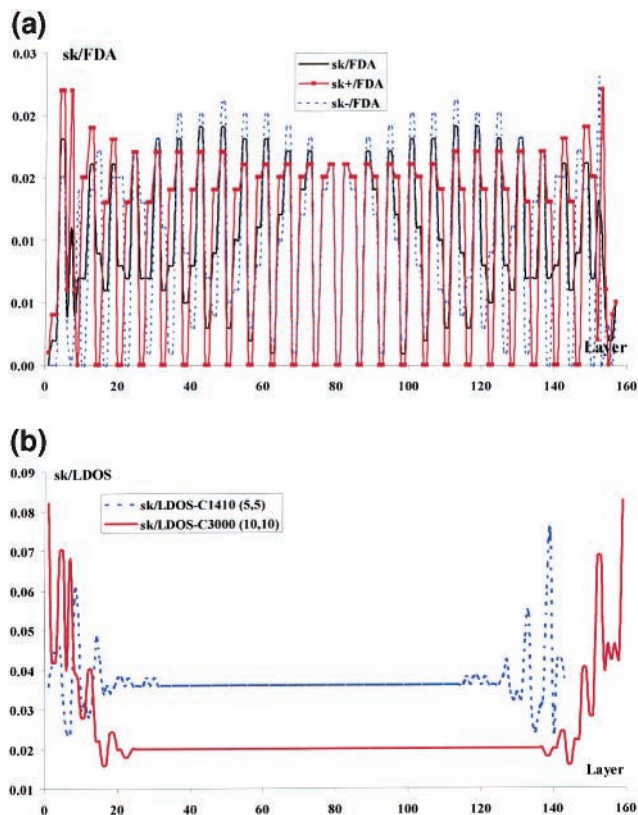 (a)
sk/FDA
sk/FDA
sk+/FDA
sk-/FDA
0.03
0.02
0.02
0.01
0.01
0.00
0 20 40 60 80 100 120 140 160
Layer
(b)
sk/LDOS
sk/LDOS-C1410 (5,5)
sk/LDOS-C3000 (10,10)
0.09
0.08
0.07
0.06
0.05
0.04
0.03
0.02
0.01
Layer
0 20 40 60 80 100 120 140 160